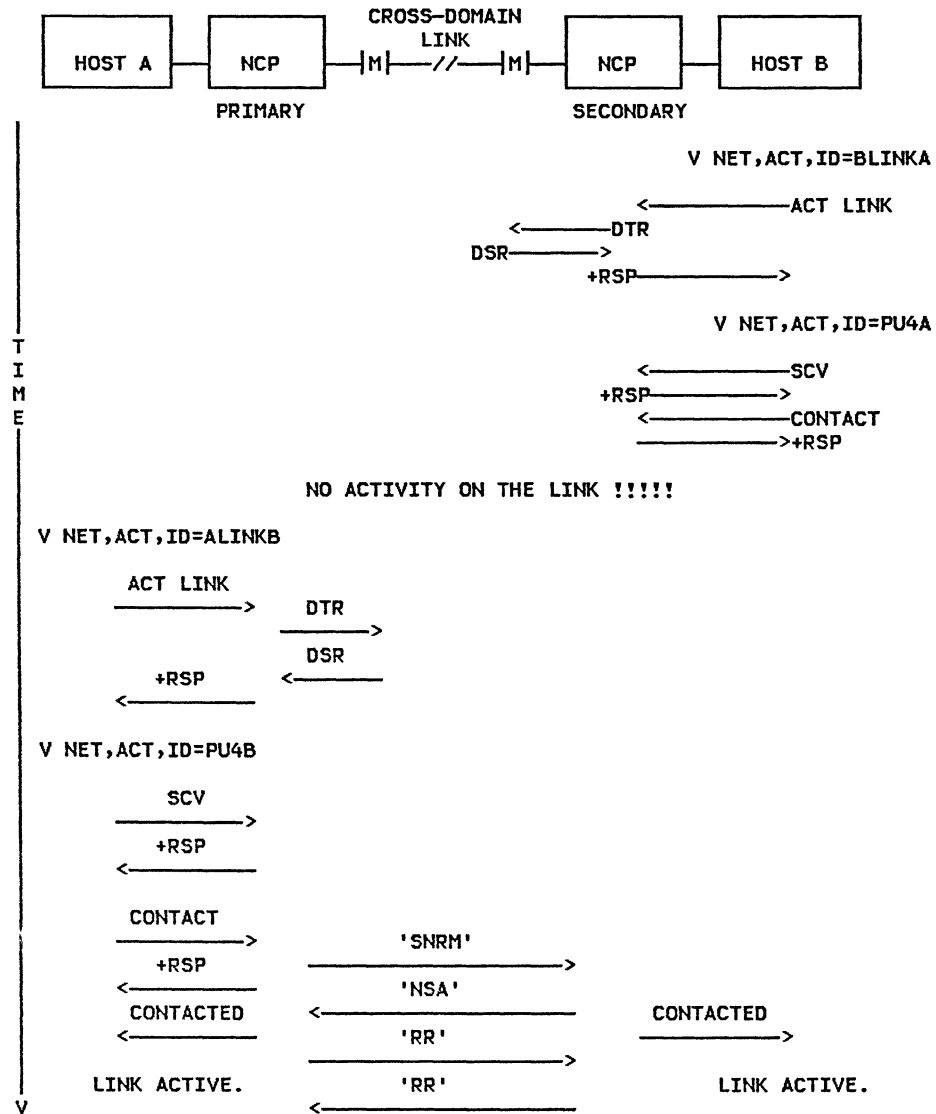 CROSS-DOMAIN
LINK
HOST A NCP M // M NCP HOST B
PRIMARY SECONDARY
V NET,ACT,ID=BLINKA
ACT LINK
DTR
DSR
+RSP
V NET,ACT,ID=PU4A
SCV
+RSP
CONTACT
+RSP
TIME
NO ACTIVITY ON THE LINK !!!!!
V NET,ACT,ID=ALINKB
ACT LINK
DTR
DSR
+RSP
V NET,ACT,ID=PU4B
SCV
+RSP
CONTACT
'SNRM'
+RSP
'NSA'
CONTACTED CONTACTED
'RR'
LINK ACTIVE. 'RR' LINK ACTIVE.
V